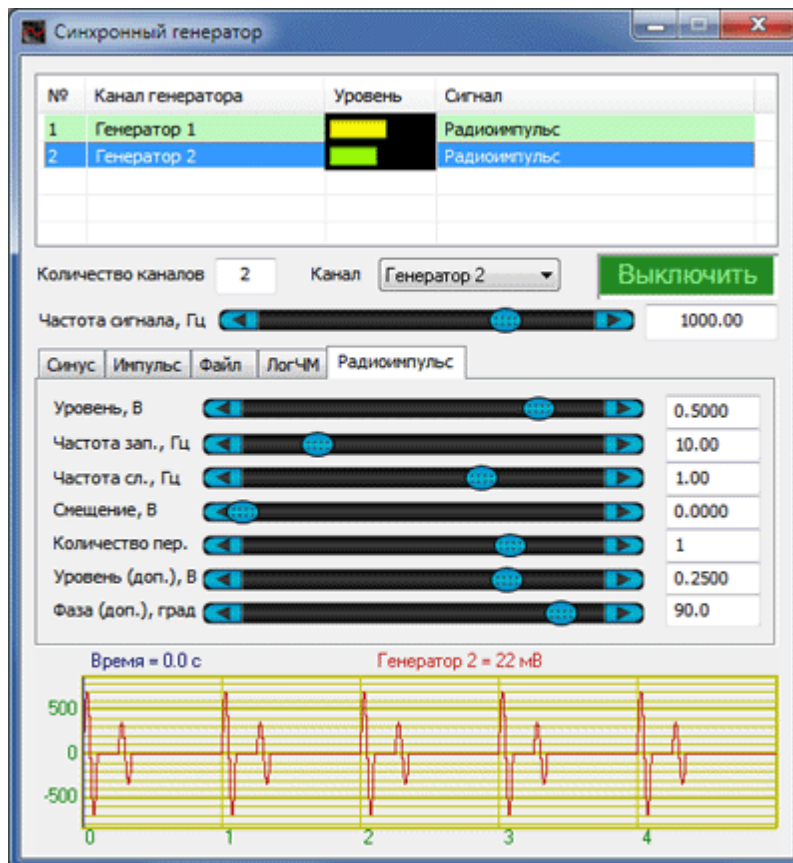 Синхронный генератор
№ Канал генератора Уровень Сигнал
1 Генератор 1 Радиоимпульс
2 Генератор 2 Радиоимпульс
Количество каналов 2 Канал Генератор 2 Выключить
Частота сигнала, Гц 1000.00
Синус Импульс Файл ЛогЧМ Радиоимпульс
Уровень, В 0.5000
Частота зап., Гц 10.00
Частота сл., Гц 1.00
Смещение, В 0.0000
Количество пер. 1
Уровень (доп.), В 0.2500
Фаза (доп.), град 90.0
Время = 0.0 с Генератор 2 = 22 мВ
500
0
-500
0 1 2 3 4